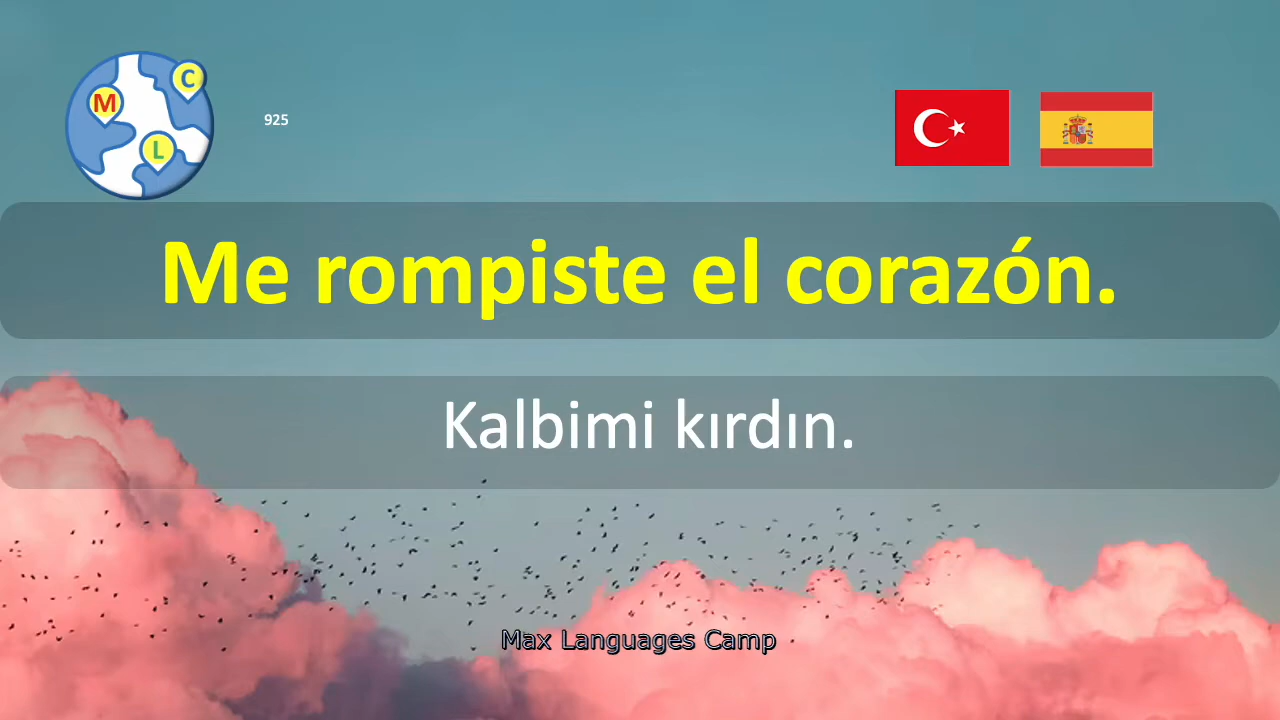 C
M
L
925
Me rompiste el corazón.
Kalbimi kırdın.
Max Languages Camp